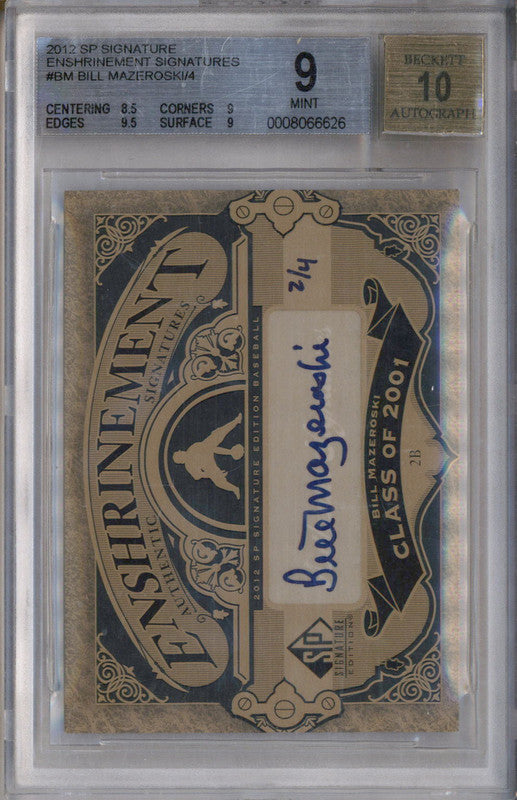 2012 SP SIGNATURE
ENSHRINEMENT SIGNATURES
#BM BILL MAZEROSKI/4
CENTERING 8.5 CORNERS 9
EDGES 9.5 SURFACE 9
9
MINT
0008066626
BECKETT
10
AUTOGRAPH
ENSHRINEMENT
AUTHENTIC SIGNATURES
2012 SP SIGNATURE EDITION BASEBALL
Bill Mazeroski
2/4
SP
SIGNATURE
EDITION
BILL MAZEROSKI
CLASS OF 2001
2B